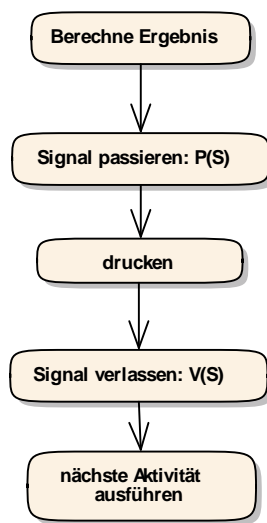 Berechne Ergebnis
Signal passieren: P(S)
drucken
Signal verlassen: V(S)
nächste Aktivität
ausführen